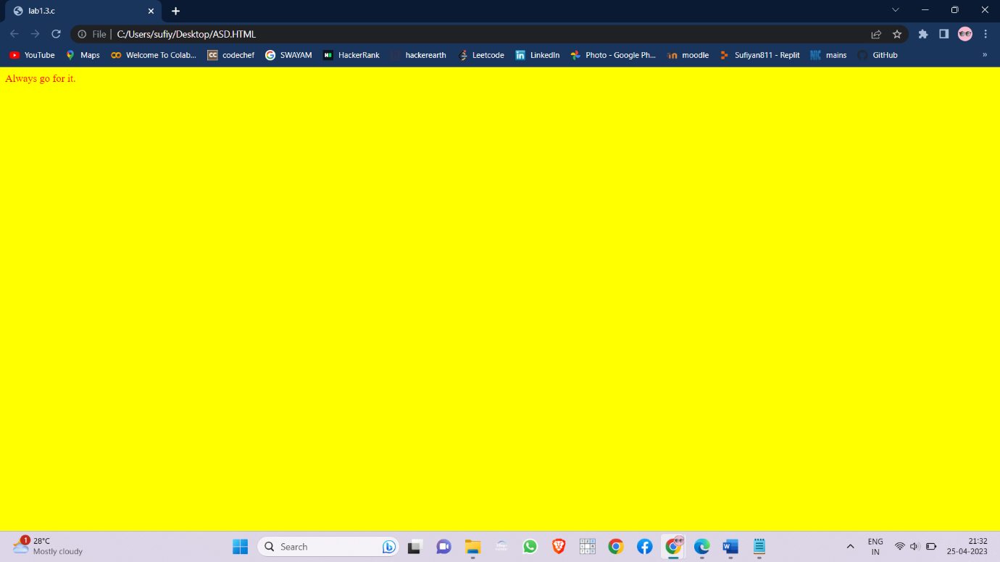 lab1.3.c
File | C:/Users/sufiy/Desktop/ASD.HTML
YouTube Maps Welcome To Colab... codechef SWAYAM HackerRank hackerearth Leetcode LinkedIn Photo - Google Ph... moodle Sufiyan811 - Replit mains GitHub »
Always go for it.
1 28°C
Mostly cloudy
Search
ENG
IN
21:32
25-04-2023